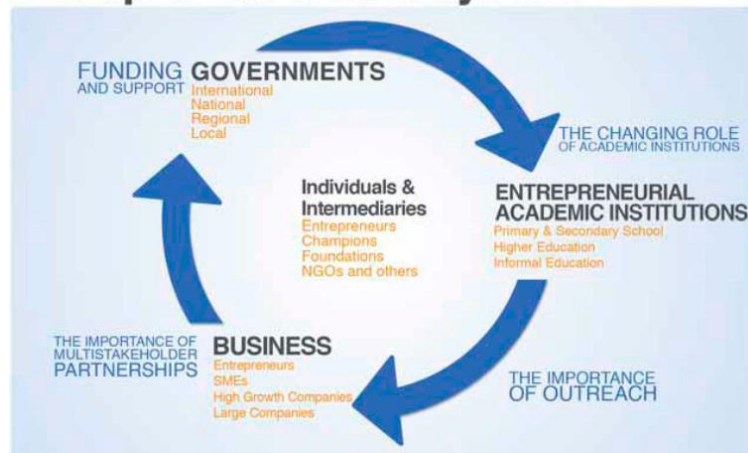 FUNDING
AND SUPPORT
GOVERNMENTS
International
National
Regional
Local
THE CHANGING ROLE
OF ACADEMIC INSTITUTIONS
Individuals &
Intermediaries
Entrepreneurs
Champions
Foundations
NGOs and others
ENTREPRENEURIAL
ACADEMIC INSTITUTIONS
Primary & Secondary School
Higher Education
Informal Education
THE IMPORTANCE OF
MULTISTAKEHOLDER
PARTNERSHIPS
BUSINESS
Entrepreneurs
SMEs
High Growth Companies
Large Companies
THE IMPORTANCE
OF OUTREACH